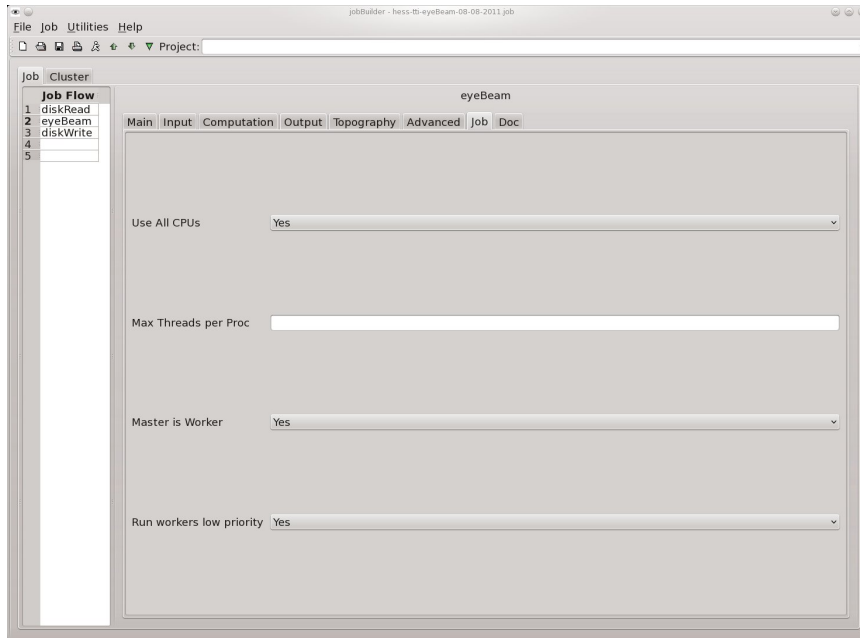 jobBuilder - hess-tti-eyeBeam-08-08-2011.job
File Job Utilities Help
Project:
Job Cluster
Job Flow
1 diskRead
2 eyeBeam
3 diskWrite
4
5
eyeBeam
Main Input Computation Output Topography Advanced Job Doc
Use All CPUs Yes
Max Threads per Proc
Master is Worker Yes
Run workers low priority Yes